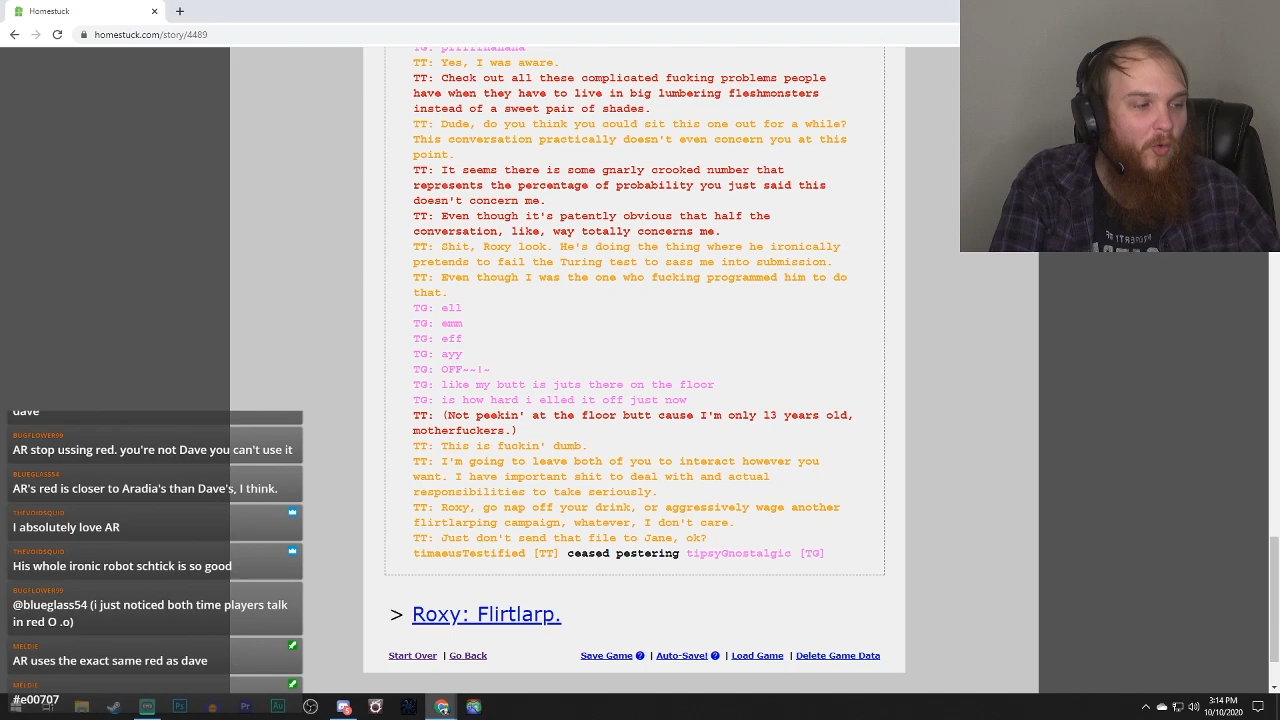 Homestuck
homestuck.com/story/4489
TG: pffffhahaha
TT: Yes, I was aware.
TT: Check out all these complicated fucking problems people
have when they have to live in big lumbering fleshmonsters
instead of a sweet pair of shades.
TT: Dude, do you think you could sit this one out for a while?
This conversation practically doesn't even concern you at this
point.
TT: It seems there is some gnarly crooked number that
represents the percentage of probability you just said this
doesn't concern me.
TT: Even though it's patently obvious that half the
conversation, like, way totally concerns me.
TT: Shit, Roxy look. He's doing the thing where he ironically
pretends to fail the Turing test to sass me into submission.
TT: Even though I was the one who fucking programmed him to do
that.
TG: ell
TG: emm
TG: eff
TG: ayy
TG: OFF~~!~
TG: like my butt is juts there on the floor
TG: is how hard i elled it off just now
TT: (Not peekin' at the floor butt cause I'm only 13 years old,
motherfuckers.)
TT: This is fuckin' dumb.
TT: I'm going to leave both of you to interact however you
want. I have important shit to deal with and actual
responsibilities to take seriously.
TT: Roxy, go nap off your drink, or aggressively wage another
flirtlarping campaign, whatever, I don't care.
TT: Just don't send that file to Jane, ok?
timaeusTestified [TT] ceased pestering tipsyGnostalgic [TG]
> Roxy: Flirtlarp.
Start Over | Go Back Save Game ? | Auto-Save! ? | Load Game | Delete Game Data
dave
BUGFLOWER99
AR stop ussing red. you're not Dave you can't use it
BLUEGLASS54
AR's red is closer to Aradia's than Dave's, I think.
THEVOIDSQUID
I absolutely love AR
THEVOIDSQUID
His whole ironic robot schtick is so good
BUGFLOWER99
@blueglass54 (i just noticed both time players talk
in red O .o)
MELDIE
AR uses the exact same red as dave
MELDIE
#e00707
3:14 PM
10/10/2020